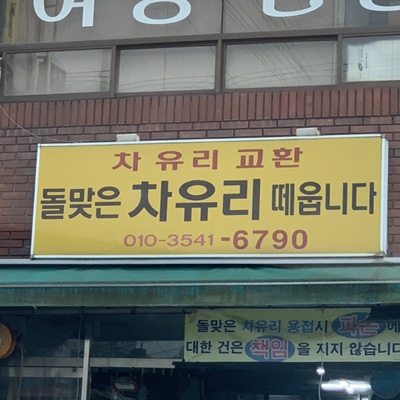 차 유리 교환
돌맞은 차유리 떼웁니다
010-3541-6790
돌맞은 차유리 용접시 파손 에
대한 건은 책임 을 지지 않습니다